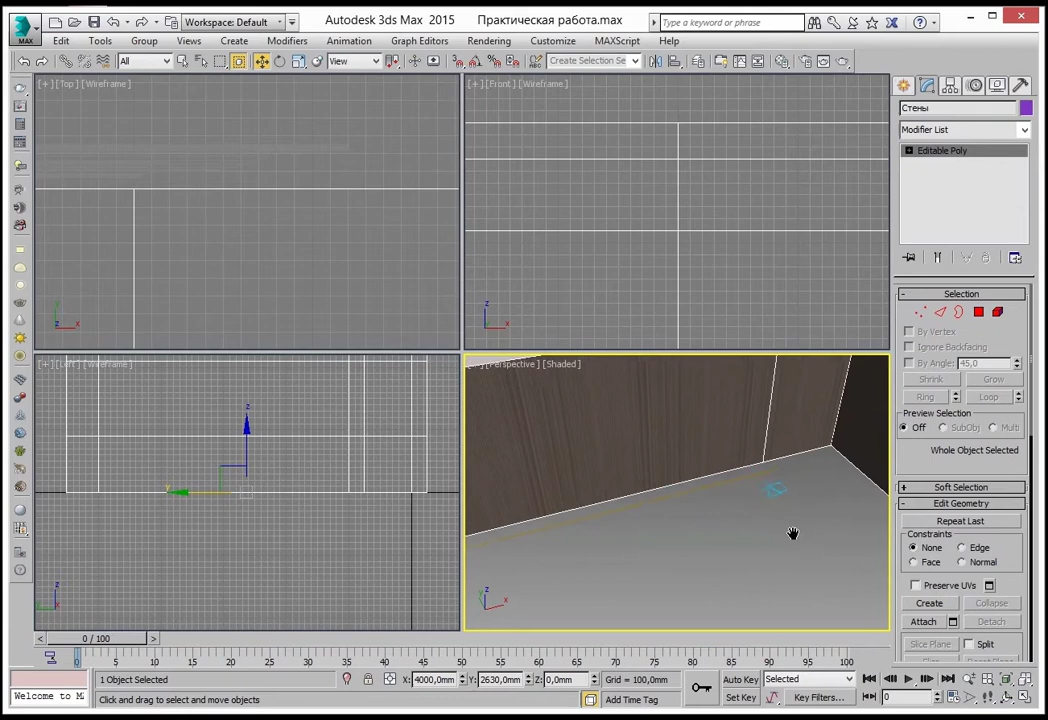 Workspace: Default
Autodesk 3ds Max 2015 Практическая работа.max
Type a keyword or phrase
MAX
Edit Tools Group Views Create Modifiers Animation Graph Editors Rendering Customize MAXScript Help
All
View
Create Selection Se
[+] [Top] [Wireframe]
[+] [Front] [Wireframe]
Стены
Modifier List
Editable Poly
[+] [Left] [Wireframe]
[+] [Perspective] [Shaded]
Selection
By Vertex
Ignore Backfacing
By Angle: 45,0
Shrink Grow
Ring Loop
Preview Selection
Off SubObj Multi
Whole Object Selected
Soft Selection
Edit Geometry
Repeat Last
Constraints
None Edge
Face Normal
Preserve UVs
Create Collapse
Attach Detach
Slice Plane Split
0 / 100
0 5 10 15 20 25 30 35 40 45 50 55 60 65 70 75 80 85 90 95 100
1 Object Selected X: 4000,0mm Y: 2630,0mm Z: 0,0mm Grid = 100,0mm Auto Key Selected
Welcome to M Click and drag to select and move objects Add Time Tag Set Key Key Filters... 0